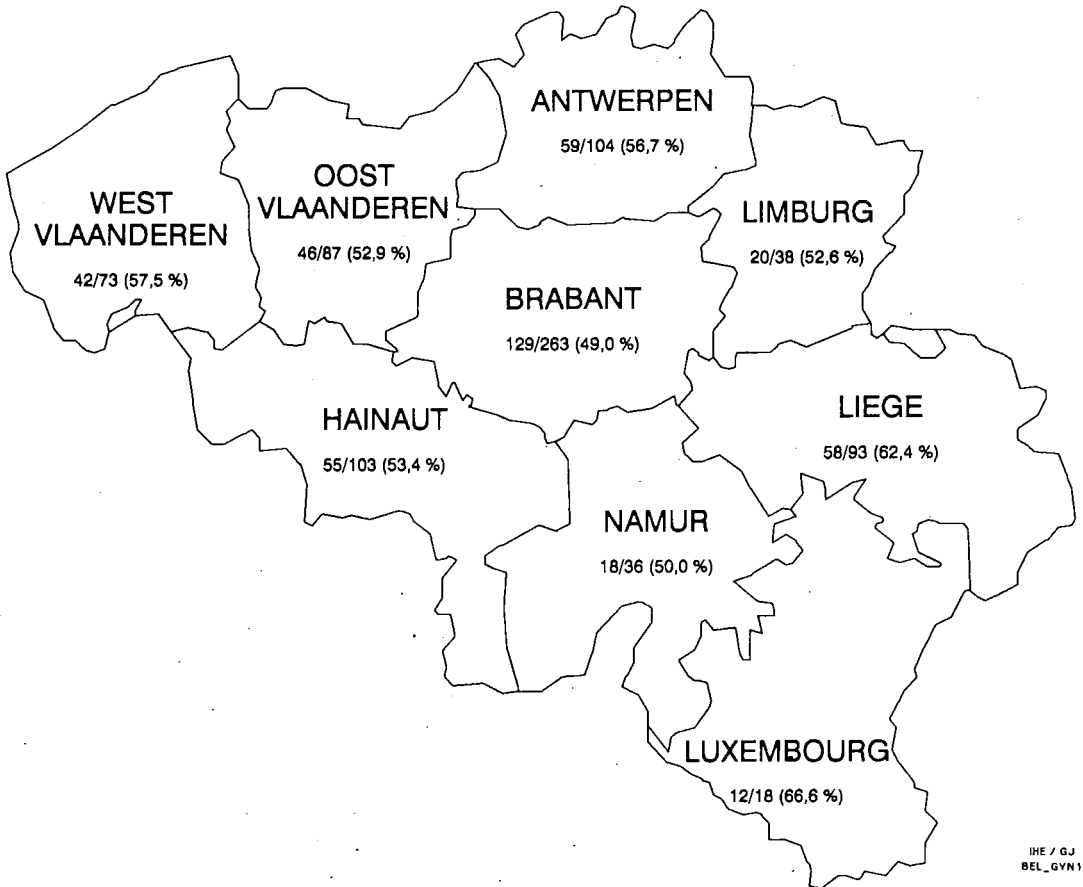 ANTWERPEN
59/104 (56,7 %)
OOST
VLAANDEREN
46/87 (52,9 %)
WEST
VLAANDEREN
42/73 (57,5 %)
LIMBURG
20/38 (52,6 %)
BRABANT
129/263 (49,0 %)
HAINAUT
55/103 (53,4 %)
LIEGE
58/93 (62,4 %)
NAMUR
18/36 (50,0 %)
LUXEMBOURG
12/18 (66,6 %)
IHE / GJ
BEL_GYN1